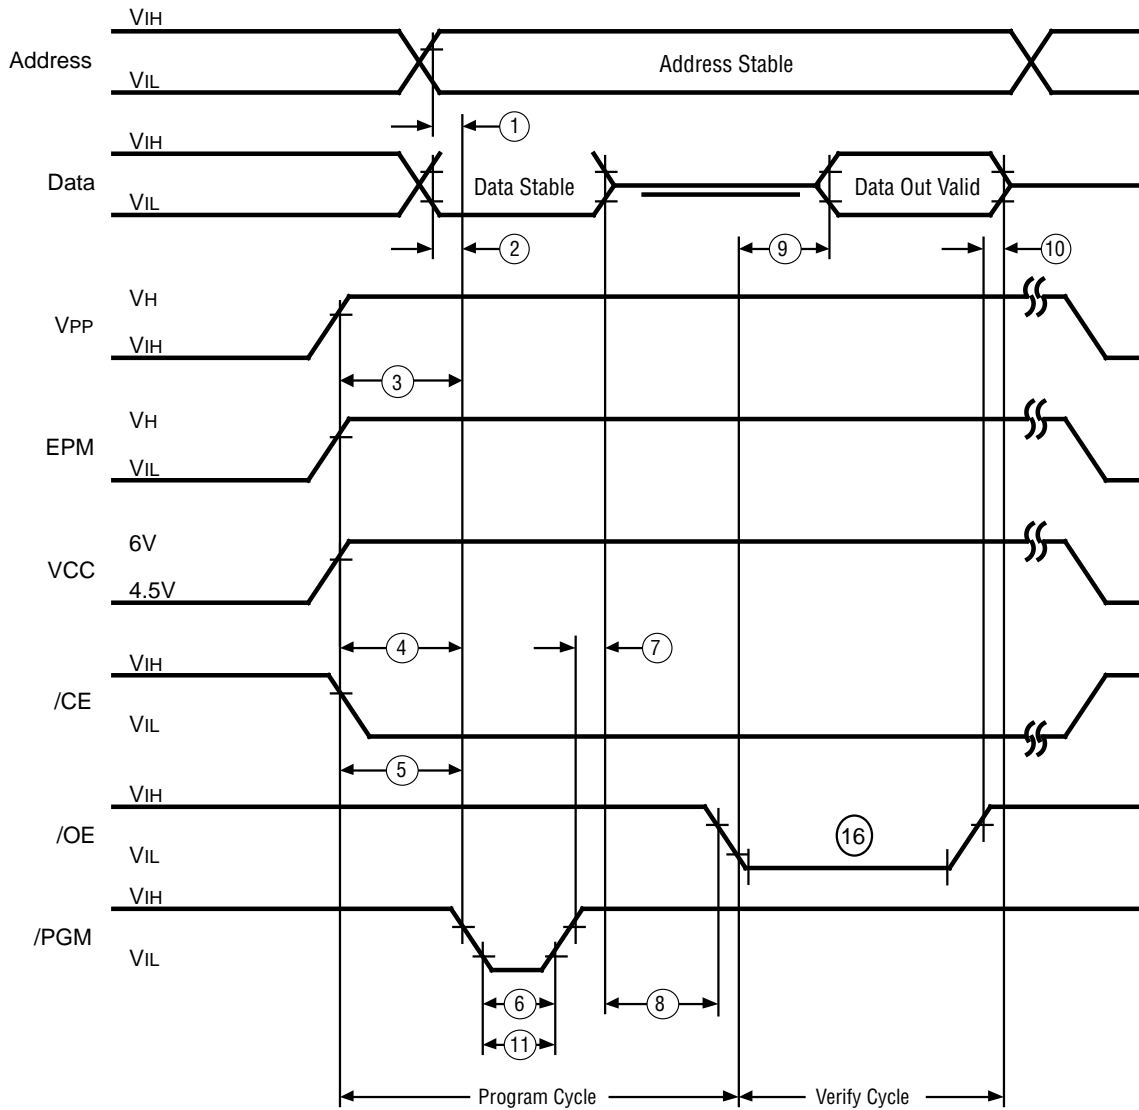 VIH
Address
VIL
Address Stable
1
VIH
Data
VIL
Data Stable
Data Out Valid
2
9
10
VH
VPP
VIH
3
VH
EPM
VIL
6V
VCC
4.5V
4
7
VIH
/CE
VIL
5
VIH
/OE
VIL
16
VIH
/PGM
VIL
6
8
11
Program Cycle
Verify Cycle